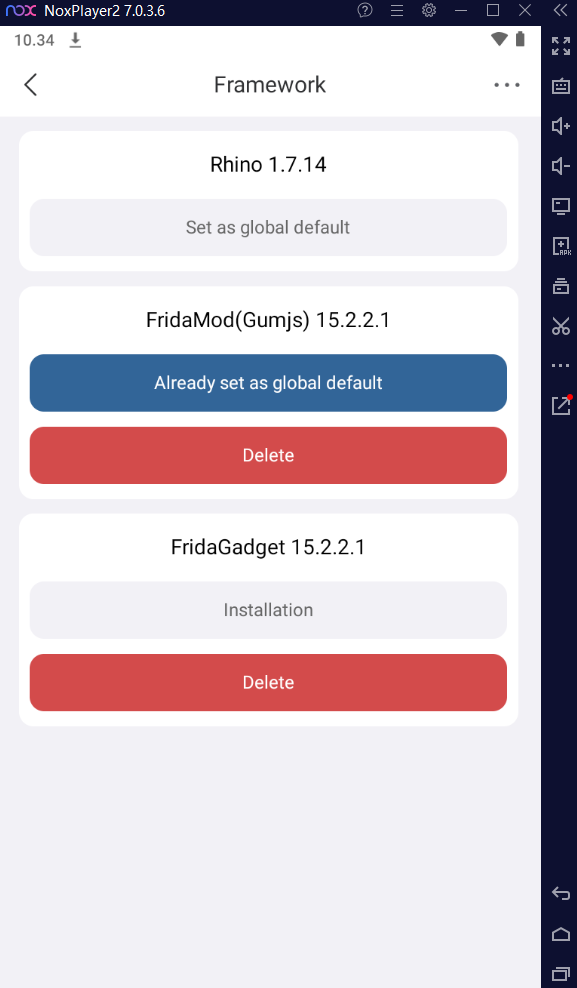 nox NoxPlayer2 7.0.3.6
10.34
Framework
Rhino 1.7.14
Set as global default
FridaMod(Gumjs) 15.2.2.1
Already set as global default
Delete
FridaGadget 15.2.2.1
Installation
Delete
APK